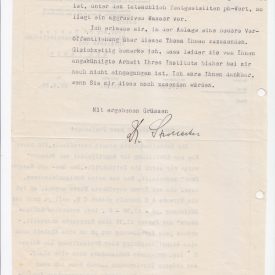 ist, unter dem tatsächlich festgestellten pH-Wert, so
liegt ein aggressives Wasser vor.
Ich erlaube mir, in der Anlage eine neuere Ver-
öffentlichung über dieses Thema Ihnen zuzusenden.
Gleichzeitig bemerke ich, dass leider die von Ihnen
angekündigte Arbeit Ihres Instituts bisher bei mir
noch nicht eingegangen ist. Ich wäre Ihnen dankbar,
wenn Sie mir diese noch zusenden würden.
Mit ergebenen Grüssen